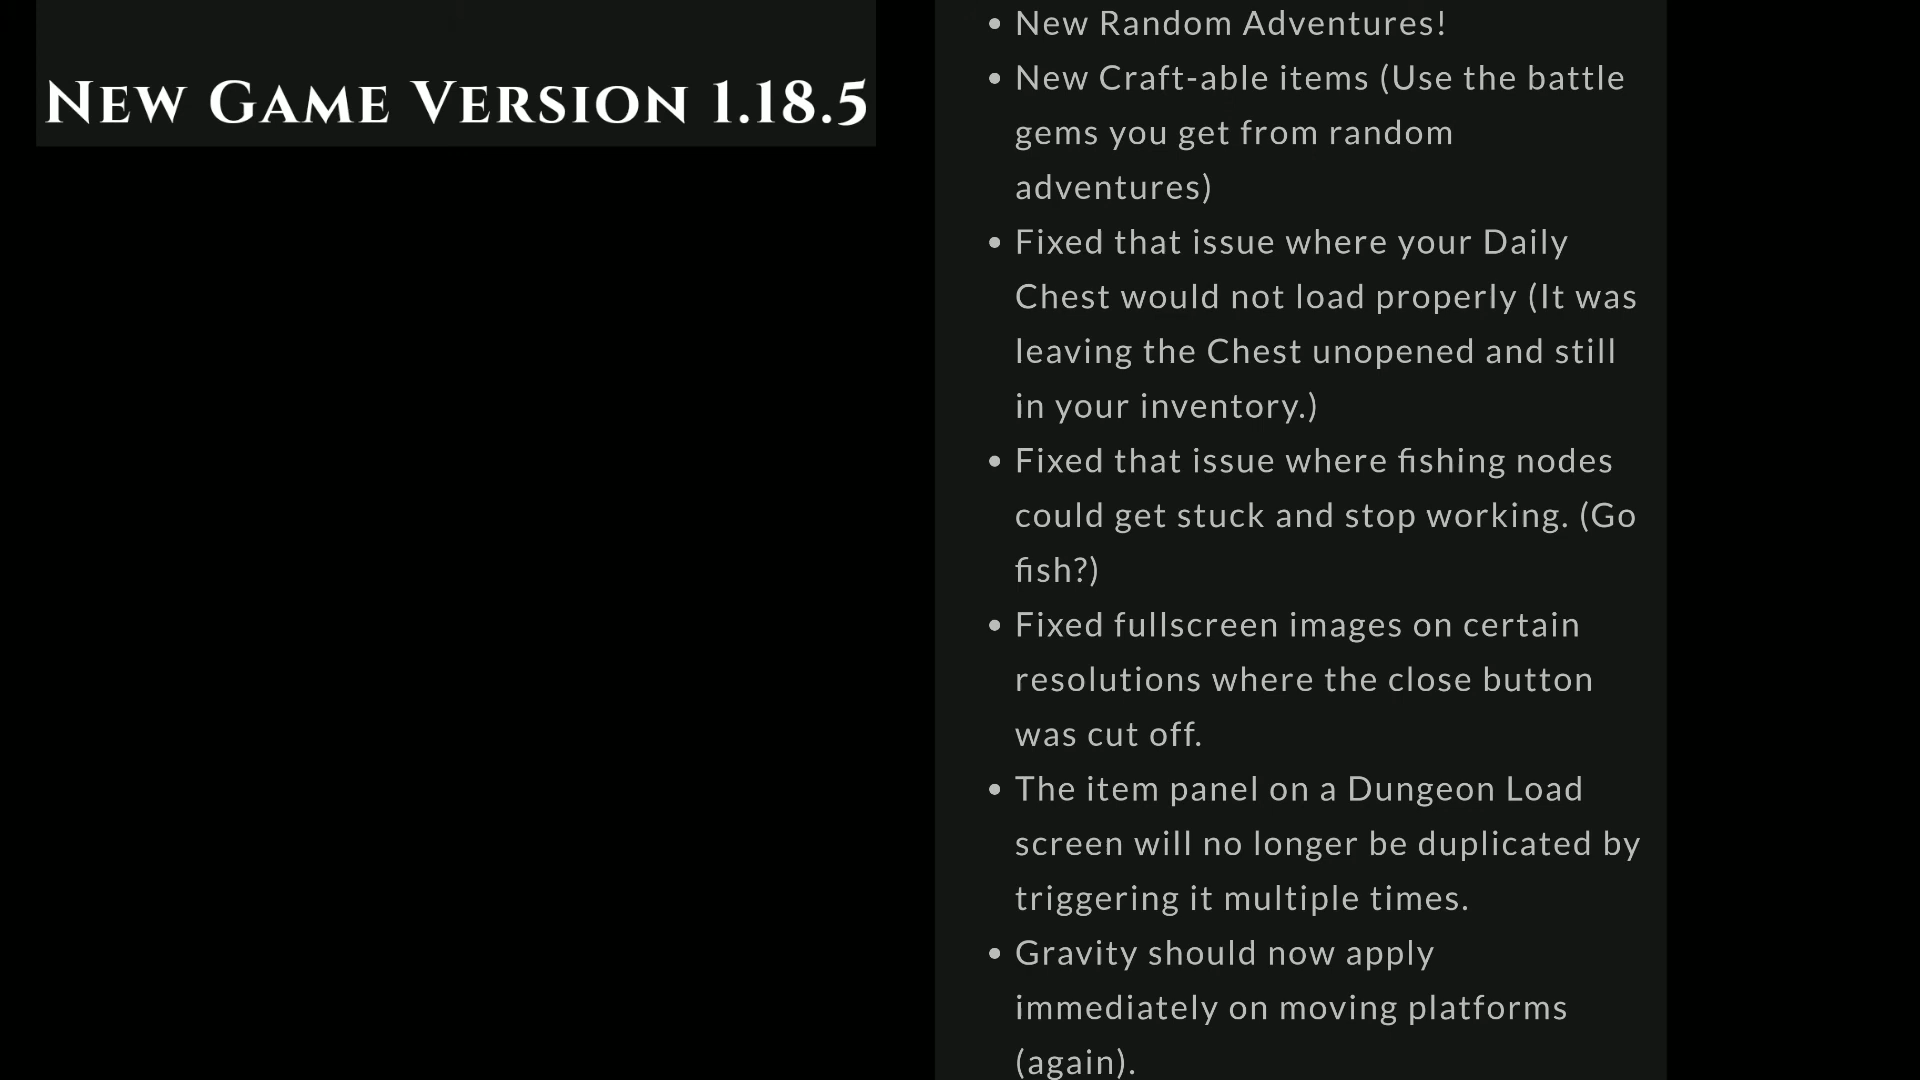 New Game Version 1.18.5
• New Random Adventures!
• New Craft-able items (Use the battle
gems you get from random
adventures)
• Fixed that issue where your Daily
Chest would not load properly (It was
leaving the Chest unopened and still
in your inventory.)
• Fixed that issue where fishing nodes
could get stuck and stop working. (Go
fish?)
• Fixed fullscreen images on certain
resolutions where the close button
was cut off.
• The item panel on a Dungeon Load
screen will no longer be duplicated by
triggering it multiple times.
• Gravity should now apply
immediately on moving platforms
(again).